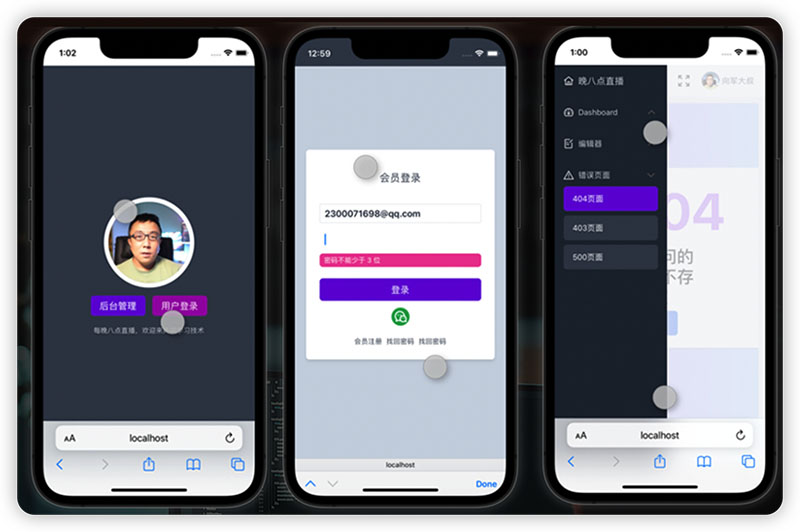 1:02
后台管理
用户登录
每晚八点直播，欢迎来
习技术
AA
localhost
12:59
会员登录
2300071698@qq.com
密码不能少于 3 位
登录
会员注册 找回密码 找回密码
localhost
Done
1:00
晚八点直播
向军大叔
Dashboard
编辑器
错误页面
404页面
403页面
500页面
04
问的
不存
AA
localhost